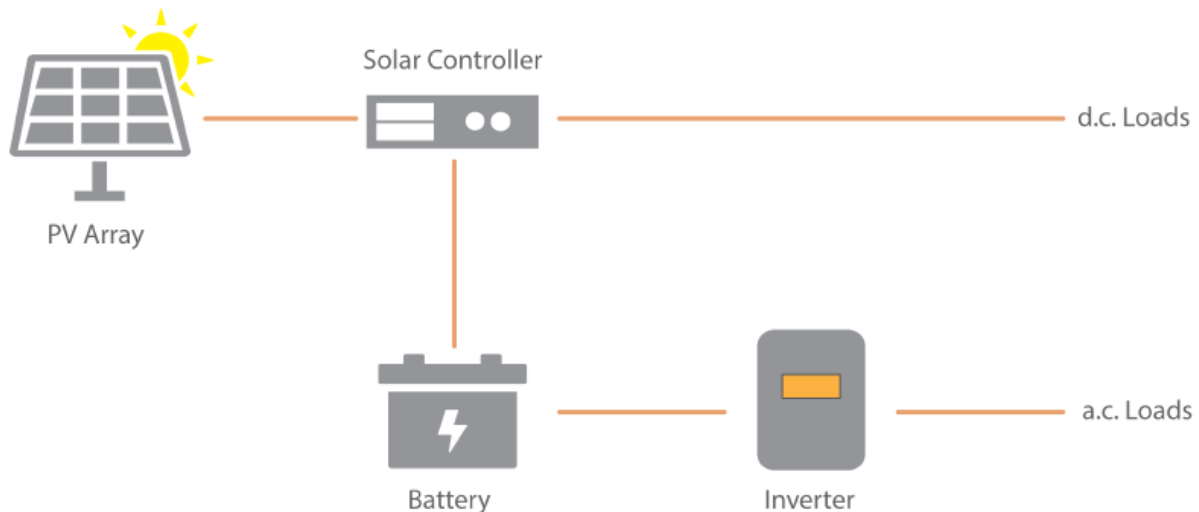 Solar Controller
d.c. Loads
PV Array
a.c. Loads
Battery
Inverter